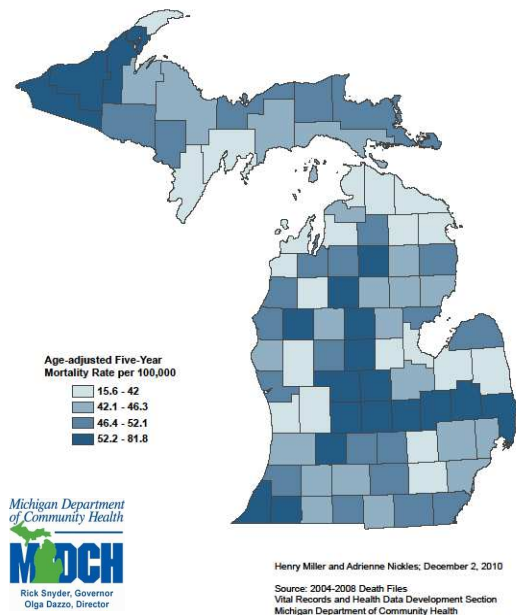 Age-adjusted Five-Year
Mortality Rate per 100,000
15.6 - 42
42.1 - 46.3
46.4 - 52.1
52.2 - 81.8
Michigan Department
of Community Health
MDCH
Rick Snyder, Governor
Olga Dazzo, Director
Henry Miller and Adrienne Nickles; December 2, 2010
Source: 2004-2008 Death Files
Vital Records and Health Data Development Section
Michigan Department of Community Health